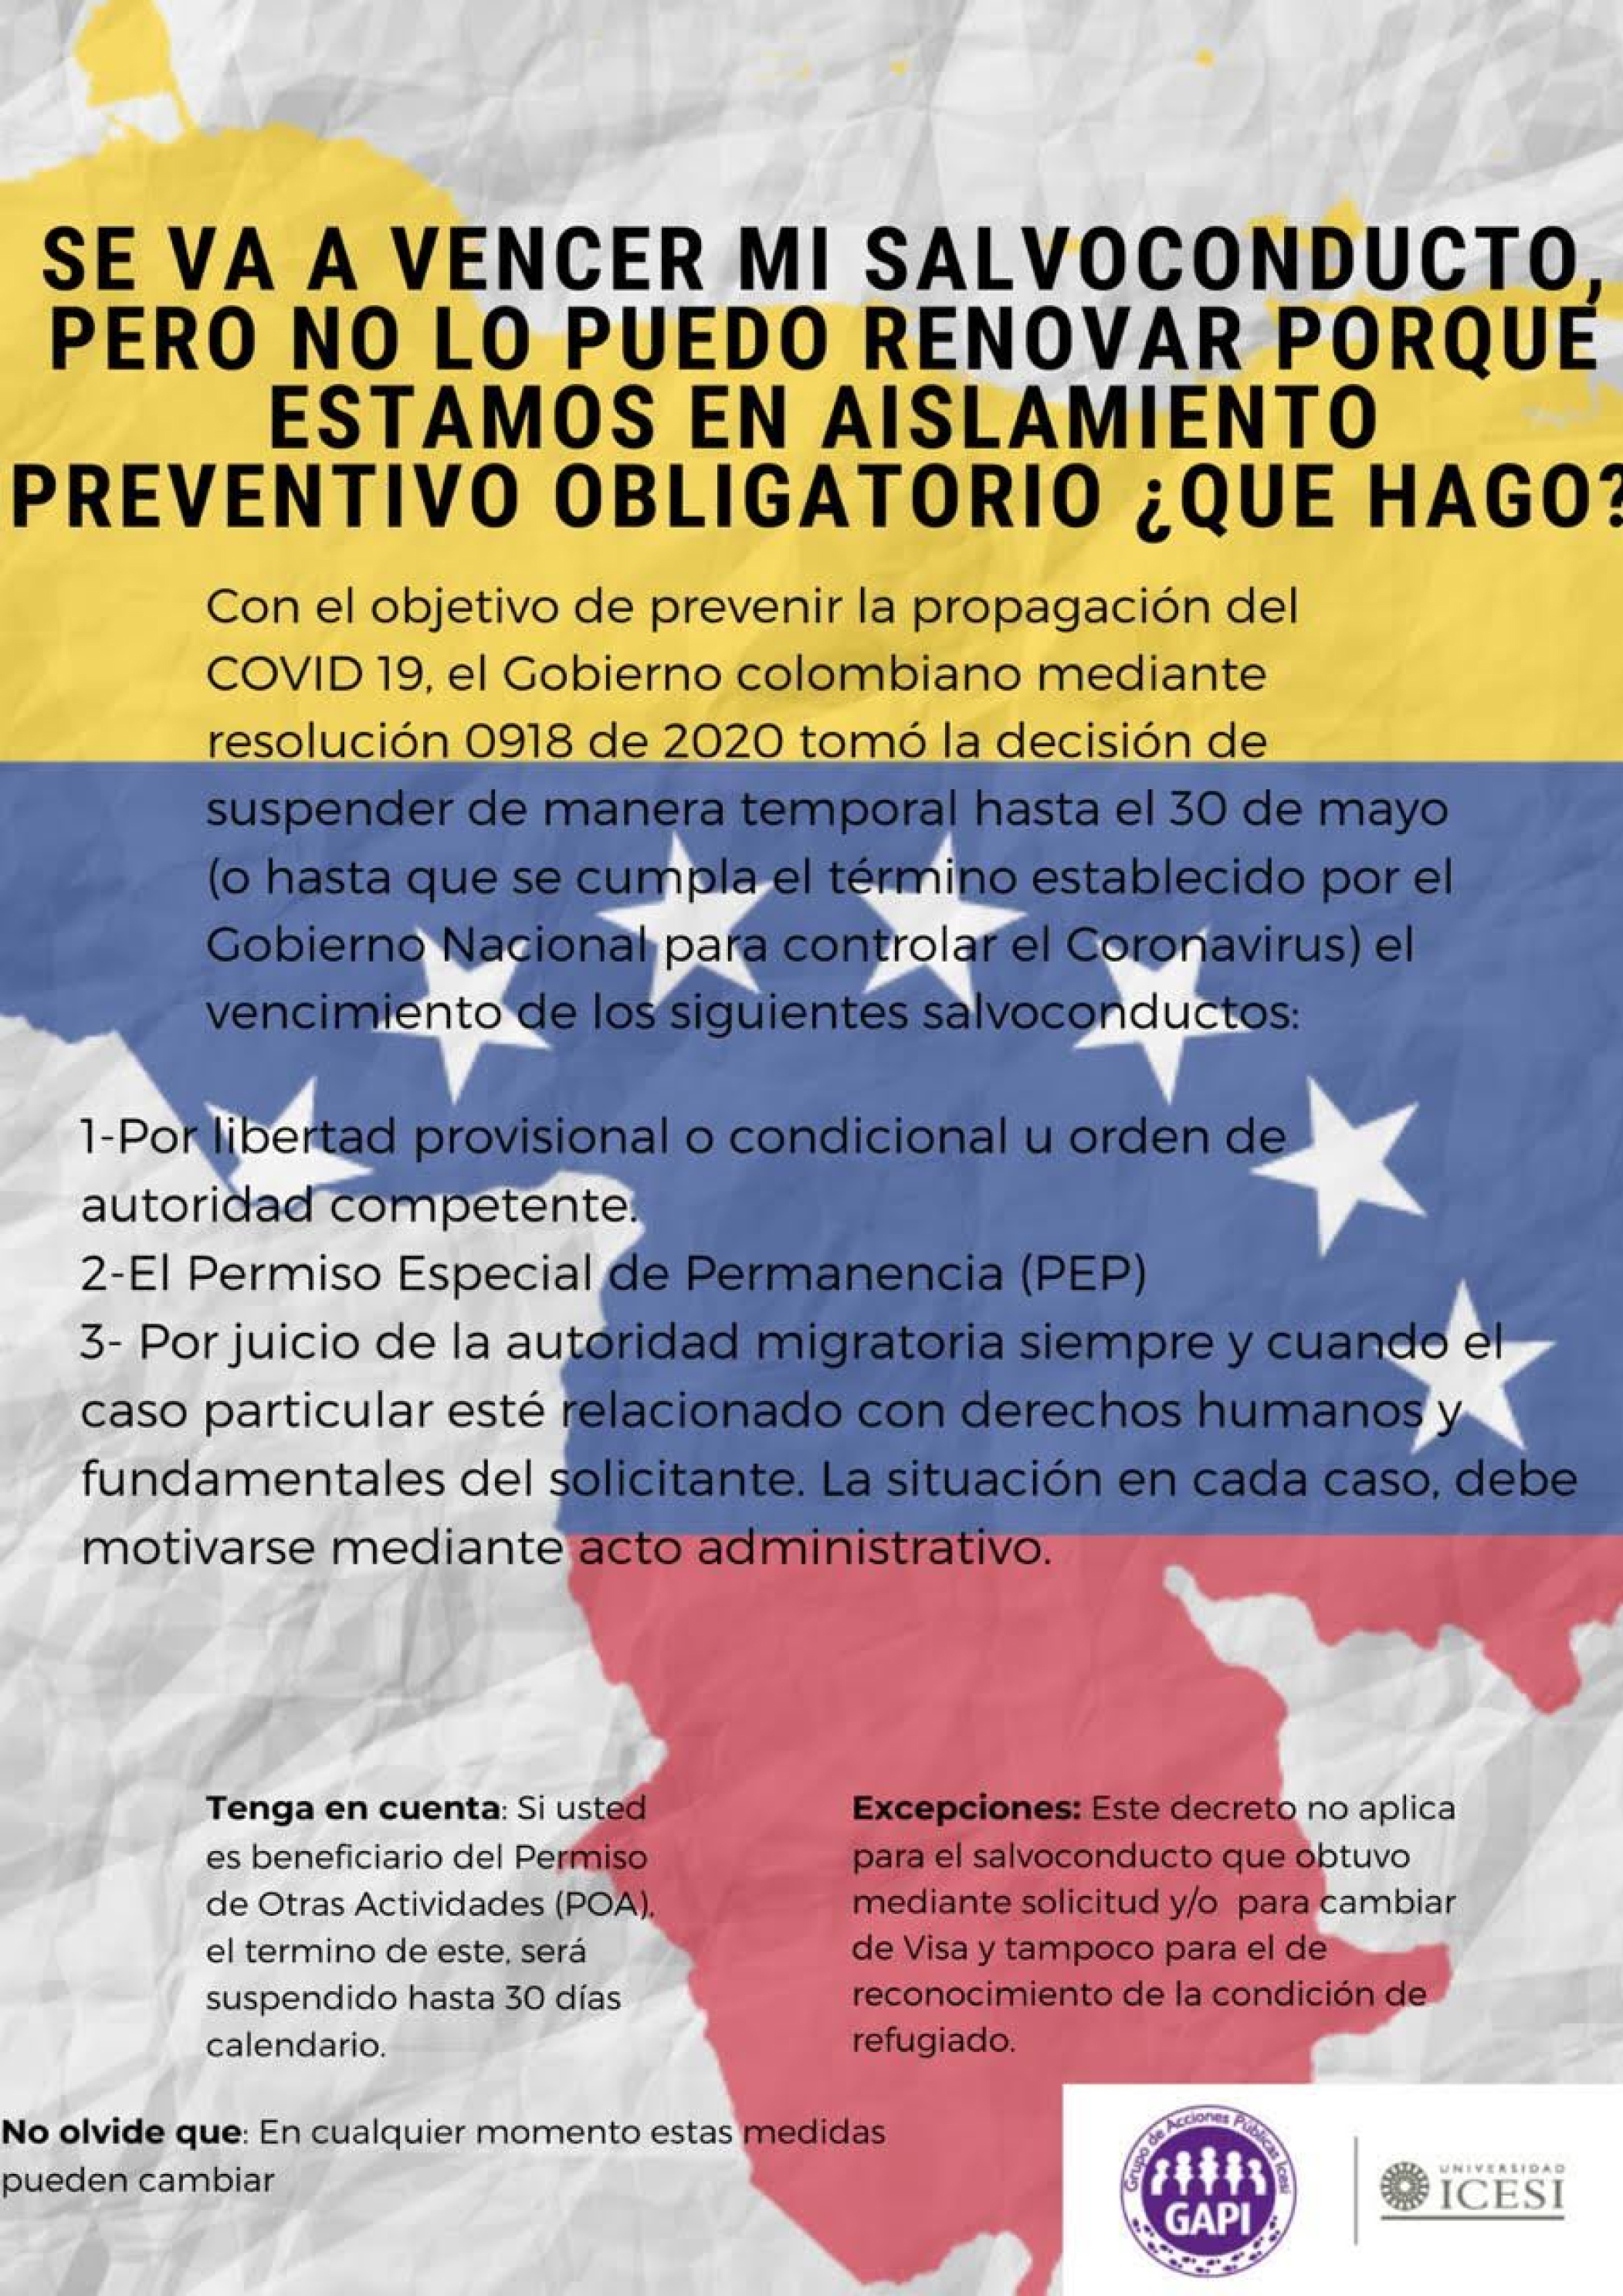 SE VA A VENCER MI SALVOCONDUCTO,
PERO NO LO PUEDO RENOVAR PORQUE
ESTAMOS EN AISLAMIENTO
PREVENTIVO OBLIGATORIO ¿QUE HAGO?
Con el objetivo de prevenir la propagación del
COVID 19, el Gobierno colombiano mediante
resolución 0918 de 2020 tomó la decisión de
suspender de manera temporal hasta el 30 de mayo
(o hasta que se cumpla el término establecido por el
Gobierno Nacional para controlar el Coronavirus) el
vencimiento de los siguientes salvoconductos:
1-Por libertad provisional o condicional u orden de
autoridad competente.
2-El Permiso Especial de Permanencia (PEP)
3- Por juicio de la autoridad migratoria siempre y cuando el
caso particular esté relacionado con derechos humanos y
fundamentales del solicitante. La situación en cada caso, debe
motivarse mediante acto administrativo.
Tenga en cuenta: Si usted
es beneficiario del Permiso
de Otras Actividades (POA),
el termino de este, será
suspendido hasta 30 días
calendario.
Excepciones: Este decreto no aplica
para el salvoconducto que obtuvo
mediante solicitud y/o para cambiar
de Visa y tampoco para el de
reconocimiento de la condición de
refugiado.
No olvide que: En cualquier momento estas medidas
pueden cambiar
Grupo de Acciones Públicas Icesi
GAPI
UNIVERSIDAD
ICESI